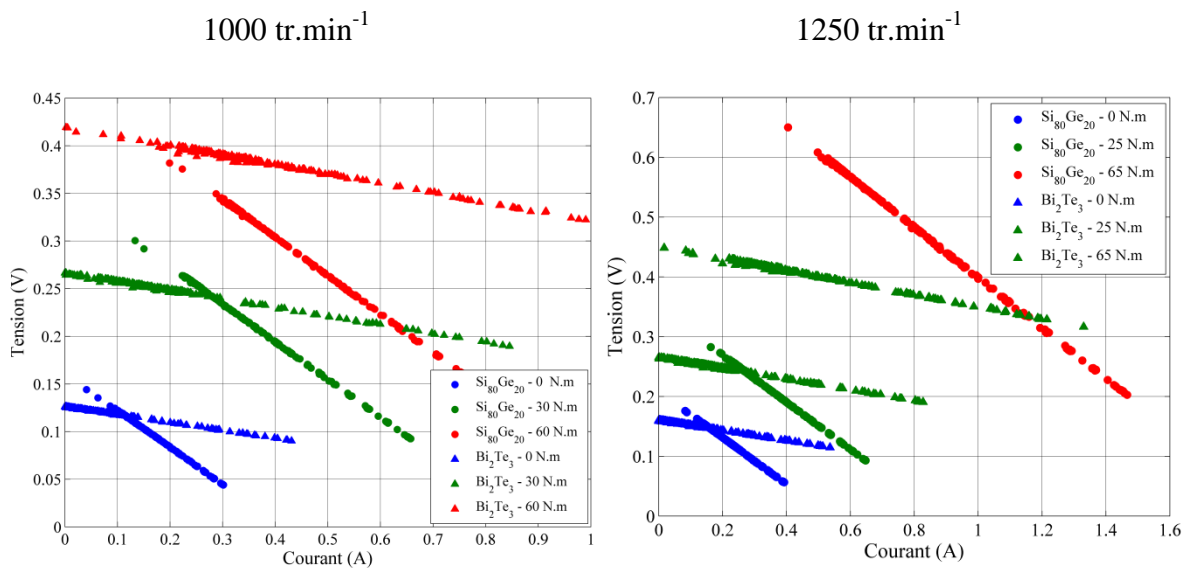 1000 tr.min⁻¹
1250 tr.min⁻¹
0.45
0.4
0.35
0.3
0.25
0.2
0.15
0.1
0.05
0
Tension (V)
0 0.1 0.2 0.3 0.4 0.5 0.6 0.7 0.8 0.9 1
Courant (A)
Si₈₀Ge₂₀ - 0 N.m
Si₈₀Ge₂₀ - 30 N.m
Si₈₀Ge₂₀ - 60 N.m
Bi₂Te₃ - 0 N.m
Bi₂Te₃ - 30 N.m
Bi₂Te₃ - 60 N.m
0.7
0.6
0.5
0.4
0.3
0.2
0.1
0
Tension (V)
0 0.2 0.4 0.6 0.8 1 1.2 1.4 1.6
Courant (A)
Si₈₀Ge₂₀ - 0 N.m
Si₈₀Ge₂₀ - 25 N.m
Si₈₀Ge₂₀ - 65 N.m
Bi₂Te₃ - 0 N.m
Bi₂Te₃ - 25 N.m
Bi₂Te₃ - 65 N.m